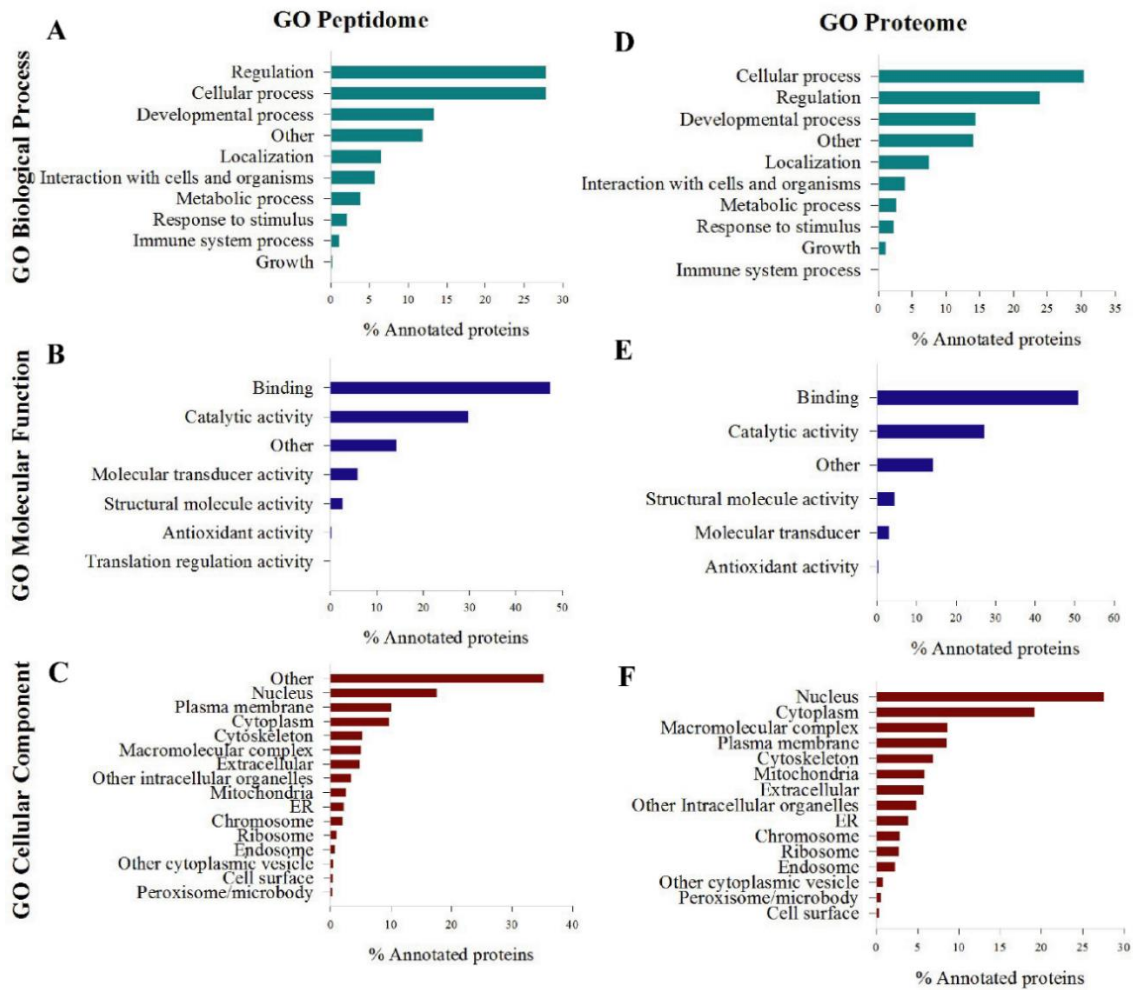 GO Peptidome
A
GO Biological Process
Regulation
Cellular process
Developmental process
Other
Localization
Interaction with cells and organisms
Metabolic process
Response to stimulus
Immune system process
Growth
0 5 10 15 20 25 30
% Annotated proteins
GO Proteome
D
Cellular process
Regulation
Developmental process
Other
Localization
Interaction with cells and organisms
Metabolic process
Response to stimulus
Growth
Immune system process
0 5 10 15 20 25 30 35
% Annotated proteins
B
GO Molecular Function
Binding
Catalytic activity
Other
Molecular transducer activity
Structural molecule activity
Antioxidant activity
Translation regulation activity
0 10 20 30 40 50
% Annotated proteins
E
Binding
Catalytic activity
Other
Structural molecule activity
Molecular transducer
Antioxidant activity
0 10 20 30 40 50 60
% Annotated proteins
C
GO Cellular Component
Other
Nucleus
Plasma membrane
Cytoplasm
Cytoskeleton
Macromolecular complex
Extracellular
Other intracellular organelles
Mitochondria
ER
Chromosome
Ribosome
Endosome
Other cytoplasmic vesicle
Cell surface
Peroxisome/microbody
0 10 20 30 40
% Annotated proteins
F
Nucleus
Cytoplasm
Macromolecular complex
Plasma membrane
Cytoskeleton
Mitochondria
Extracellular
Other Intracellular organelles
ER
Chromosome
Ribosome
Endosome
Other cytoplasmic vesicle
Peroxisome/microbody
Cell surface
0 5 10 15 20 25 30
% Annotated proteins